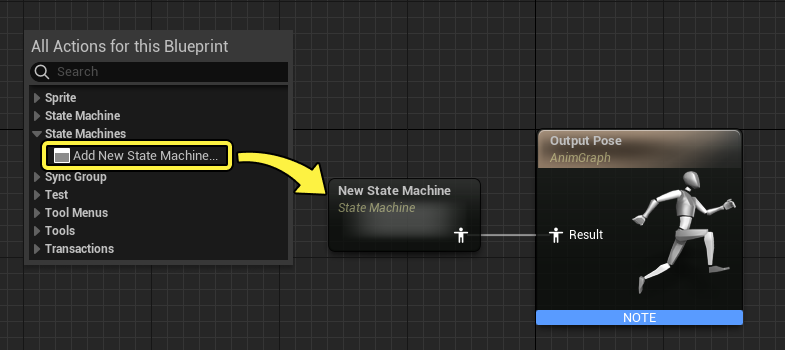 All Actions for this Blueprint
Search
Sprite
State Machine
State Machines
Add New State Machine...
Sync Group
Test
Tool Menus
Tools
Transactions
New State Machine
State Machine
Output Pose
AnimGraph
Result
NOTE